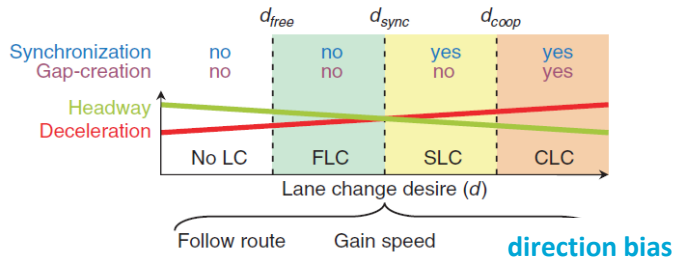 d_free d_sync d_coop
Synchronization no no yes yes
Gap-creation no no no yes
Headway
Deceleration
No LC FLC SLC CLC
Lane change desire (d)
Follow route Gain speed direction bias